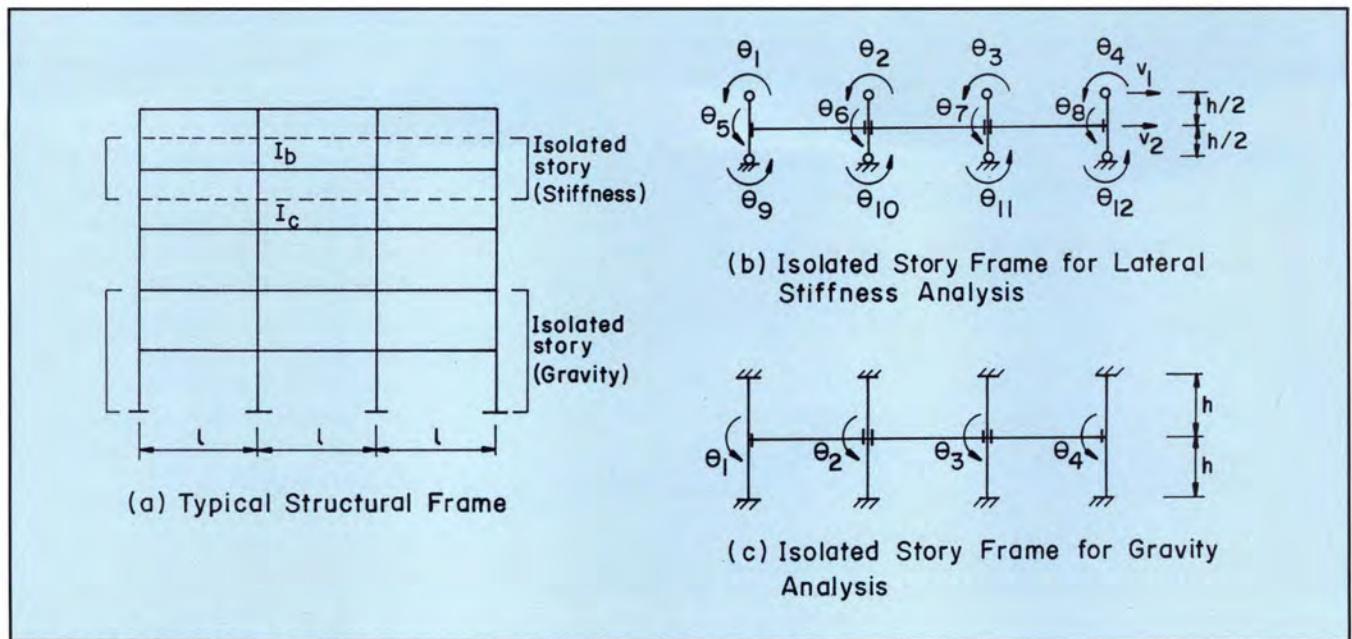 I_b
Isolated
story
(Stiffness)
I_c
Isolated
story
(Gravity)
l l l
(a) Typical Structural Frame
θ1 θ2 θ3 θ4 v1
θ5 θ6 θ7 θ8 h/2
v2 h/2
θ9 θ10 θ11 θ12
(b) Isolated Story Frame for Lateral
Stiffness Analysis
θ1 θ2 θ3 θ4 h
h
(c) Isolated Story Frame for Gravity
Analysis